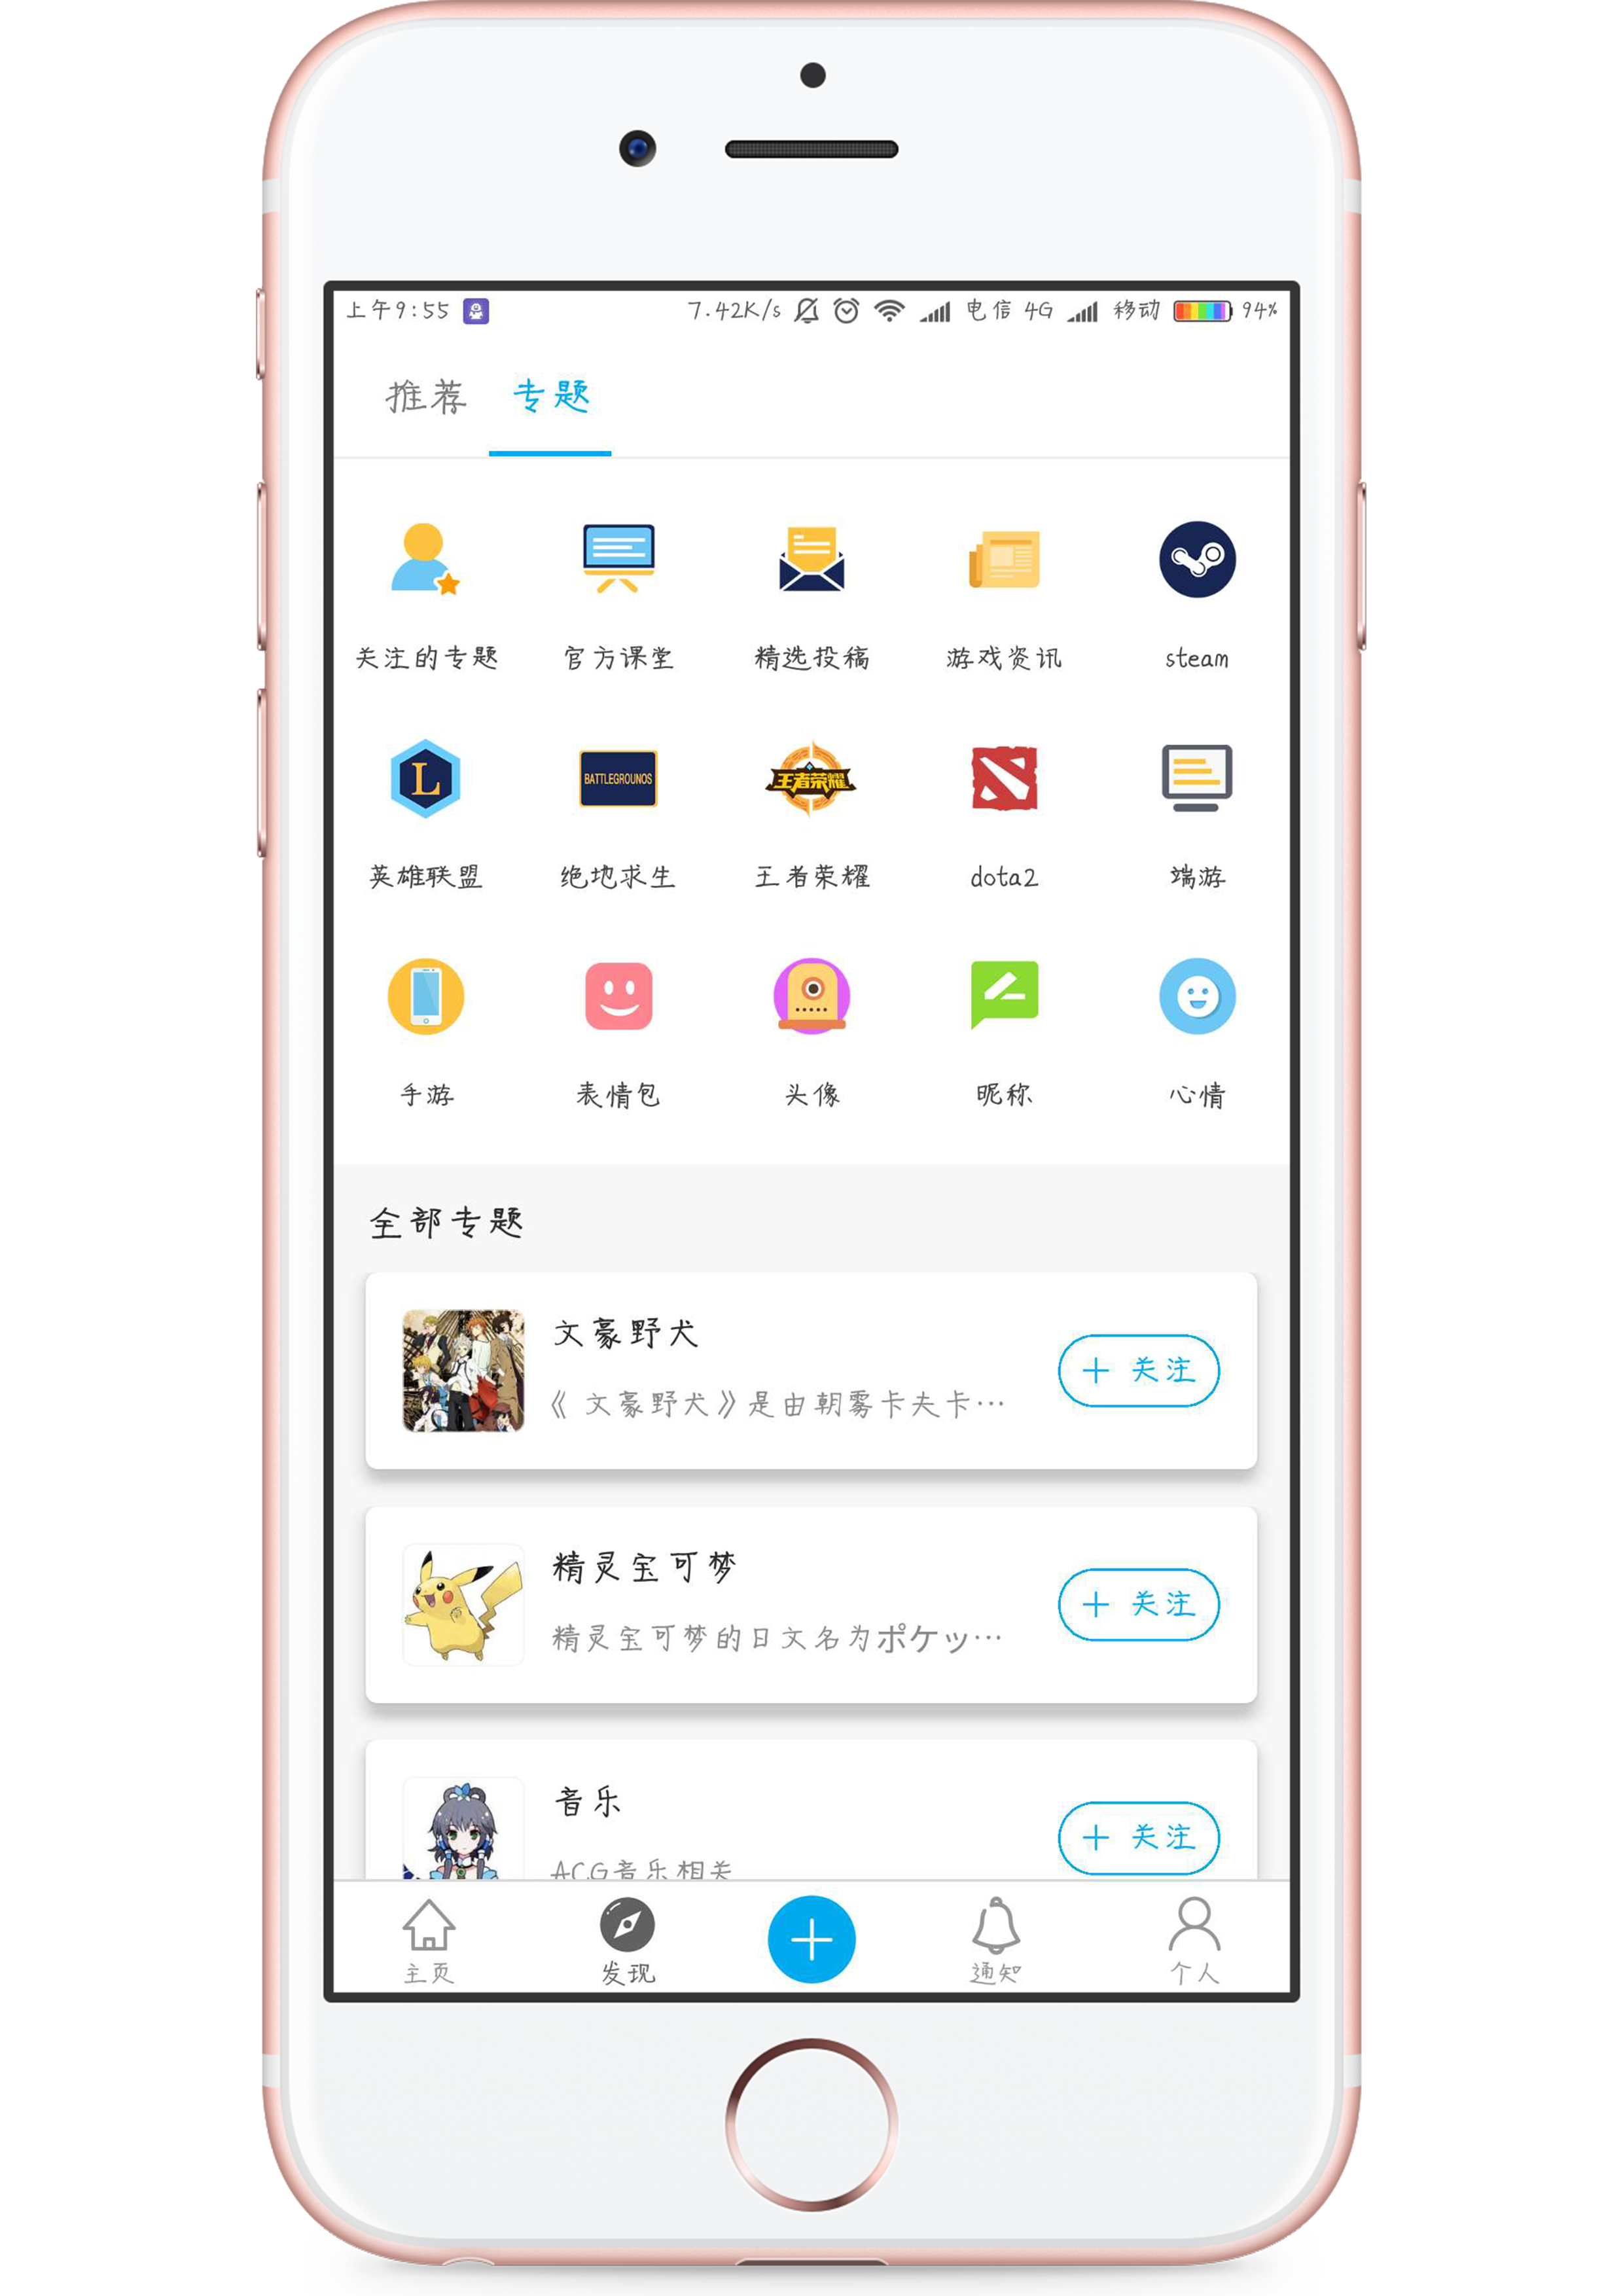 上午9:55 7.42K/s 电信 4G 移动 94%
推荐 专题
关注的专题 官方课堂 精选投稿 游戏资讯 steam
L BATTLEGROUNDS 王者荣耀
英雄联盟 绝地求生 王者荣耀 dota2 端游
手游 表情包 头像 昵称 心情
全部专题
文豪野犬
《文豪野犬》是由朝雾卡夫卡…
+ 关注
精灵宝可梦
精灵宝可梦的日文名为ポケッ…
+ 关注
音乐
ACG音乐相关
+ 关注
主页 发现 通知 个人